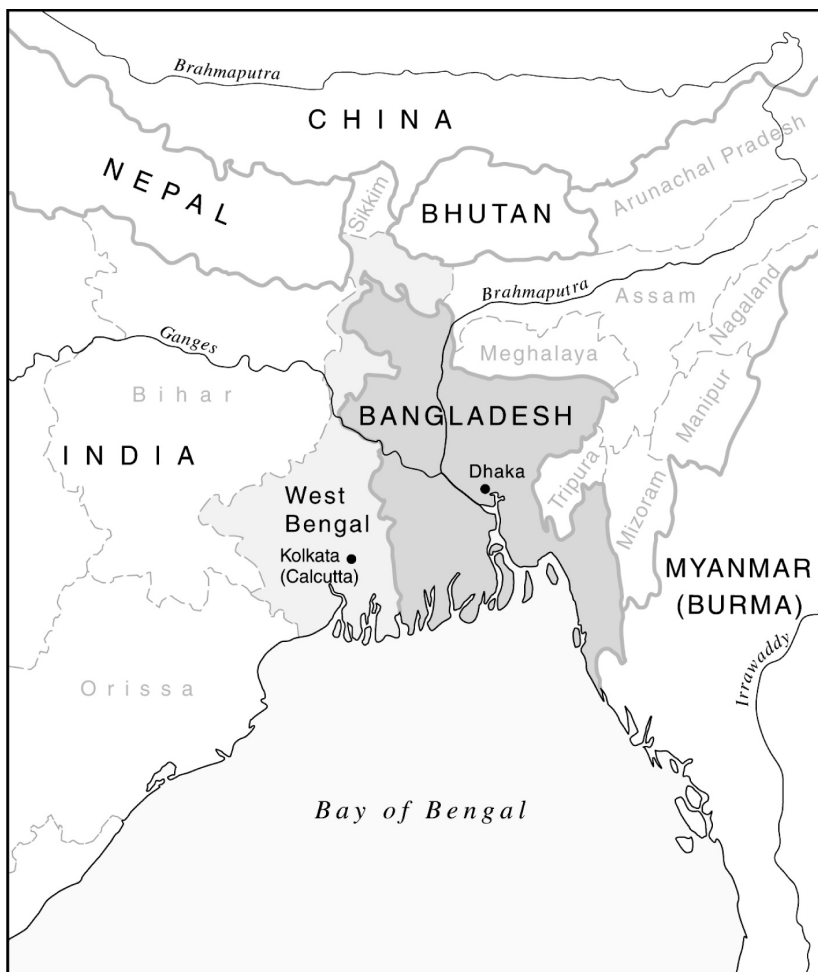 Brahmaputra
CHINA
NEPAL
Sikkim
BHUTAN
Arunachal Pradesh
Brahmaputra
Assam
Nagaland
Ganges
Meghalaya
Bihar
BANGLADESH
Manipur
INDIA
Dhaka
Tripura
West
Bengal
Mizoram
Kolkata
(Calcutta)
MYANMAR
(BURMA)
Irrawaddy
Orissa
Bay of Bengal